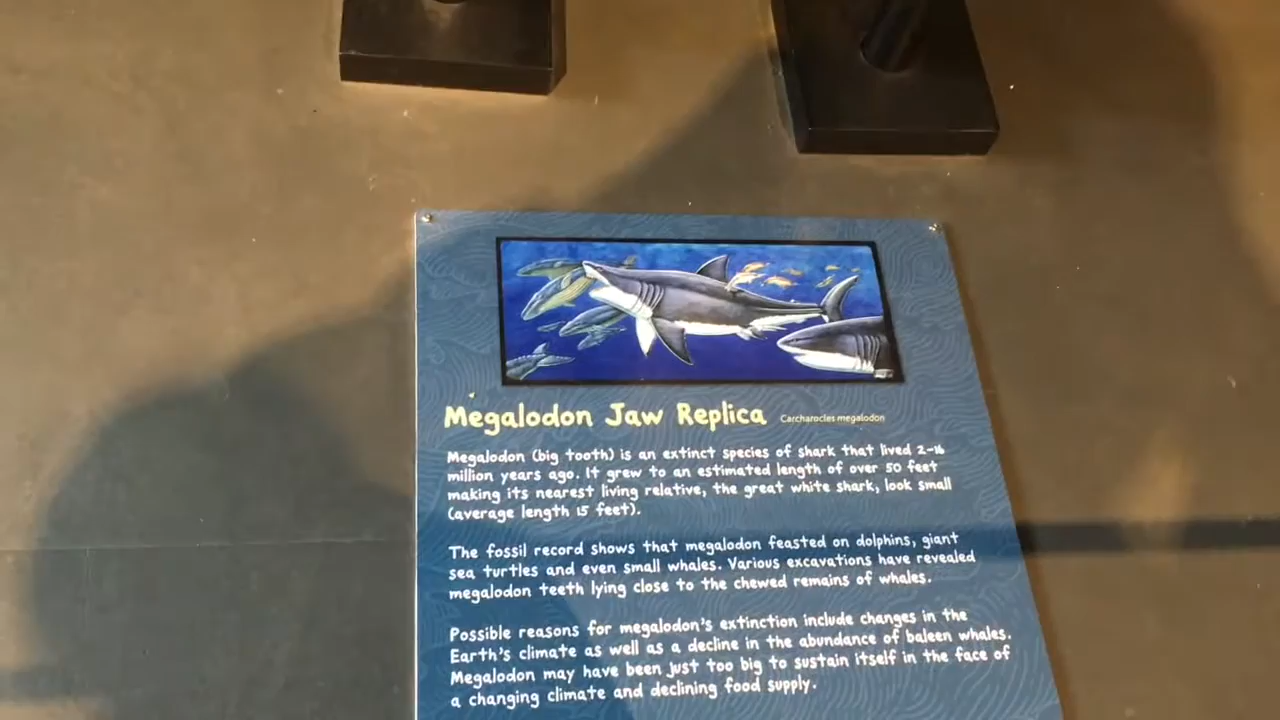 Megalodon Jaw Replica Carcharocles megalodon
Megalodon (big tooth) is an extinct species of shark that lived 2-16
million years ago. It grew to an estimated length of over 50 feet
making its nearest living relative, the great white shark, look small
(average length 15 feet).
The fossil record shows that megalodon feasted on dolphins, giant
sea turtles and even small whales. Various excavations have revealed
megalodon teeth lying close to the chewed remains of whales.
Possible reasons for megalodon's extinction include changes in the
Earth's climate as well as a decline in the abundance of baleen whales.
Megalodon may have been just too big to sustain itself in the face of
a changing climate and declining food supply.